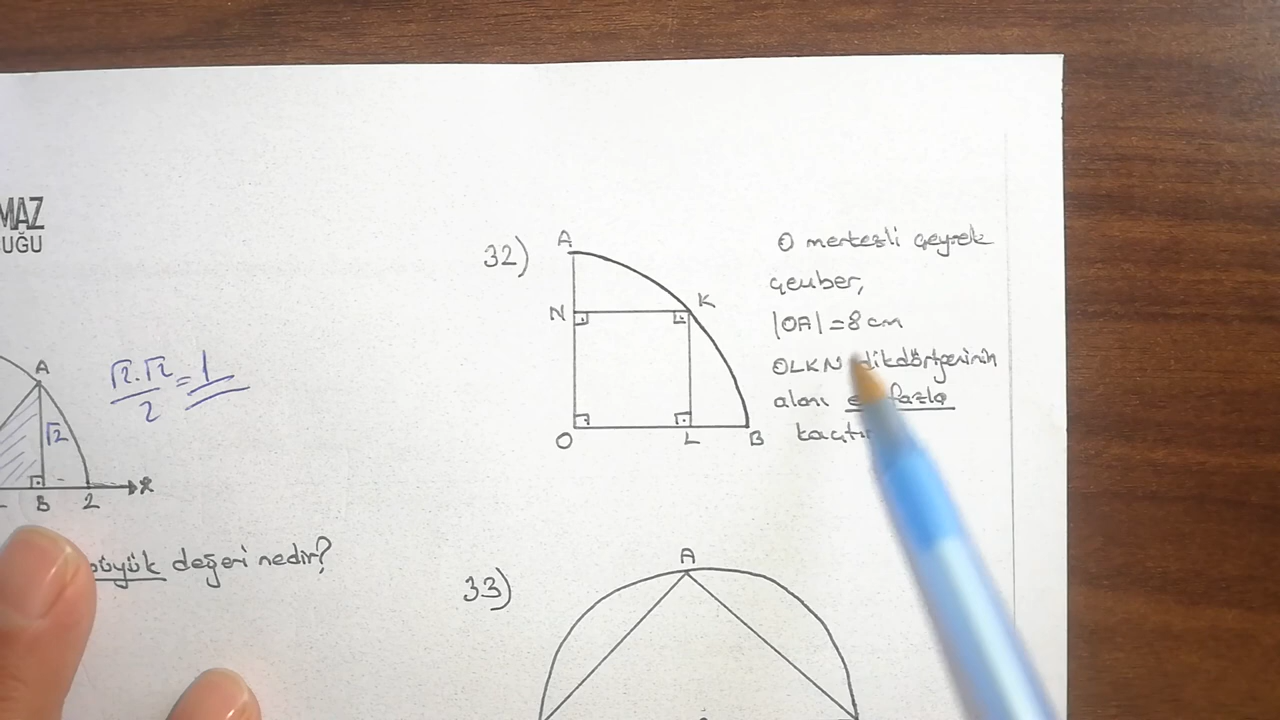 MAZ
UĞU
A
√2.√2/2 = 1
√2
B 2 x
büyük değeri nedir?
32)
A
N K
O L B
O merkezli çeyrek
çember,
|OA| = 8 cm
OLKN dikdörtgeninin
alanı fazla
kaçtır
33)
A